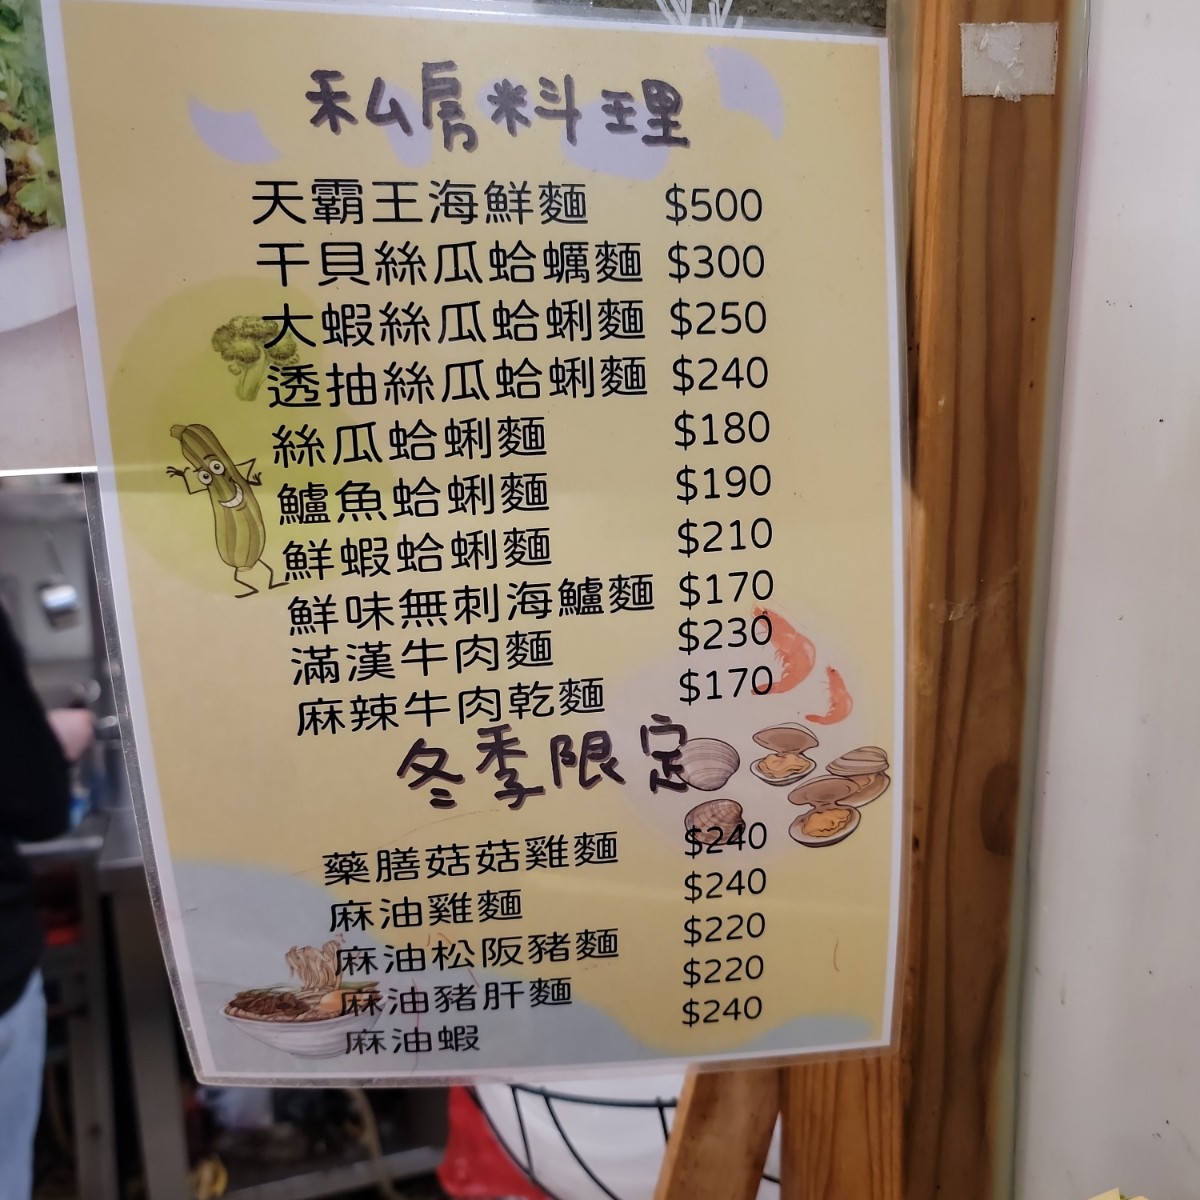 私房料理
天霸王海鮮麵 $500
干貝絲瓜蛤蠣麵 $300
大蝦絲瓜蛤蜊麵 $250
透抽絲瓜蛤蜊麵 $240
絲瓜蛤蜊麵 $180
鱸魚蛤蜊麵 $190
鮮蝦蛤蜊麵 $210
鮮味無刺海鱸麵 $170
滿漢牛肉麵 $230
麻辣牛肉乾麵 $170
冬季限定
藥膳菇菇雞麵 $240
麻油雞麵 $240
麻油松阪豬麵 $220
麻油豬肝麵 $220
麻油蝦 $240